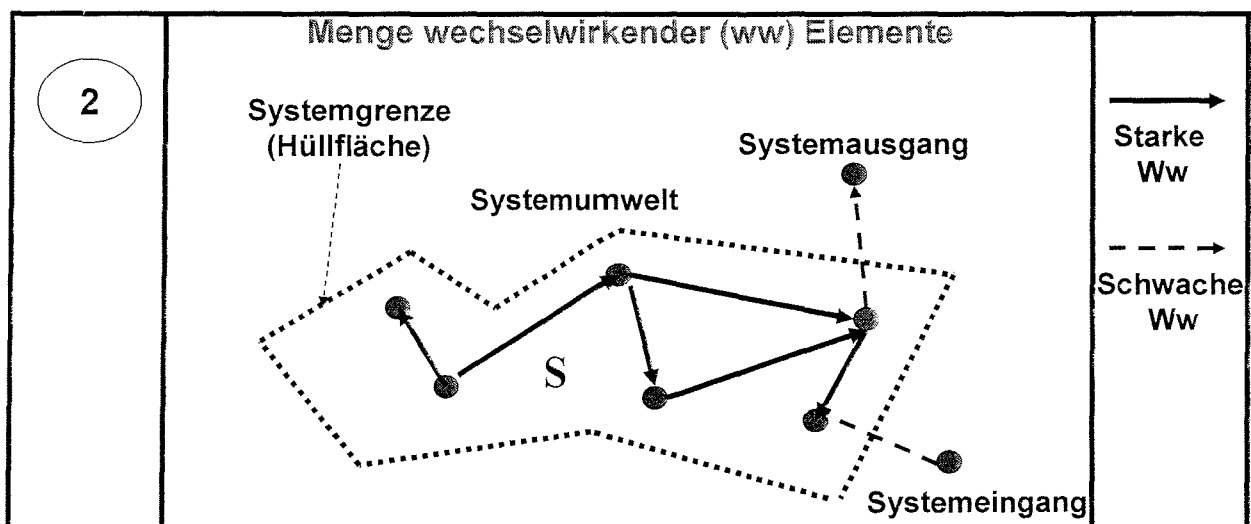 Menge wechselwirkender (ww) Elemente
2
Systemgrenze
(Hüllfläche)
Systemausgang
Systemumwelt
S
Systemeingang
Starke
Ww
Schwache
Ww